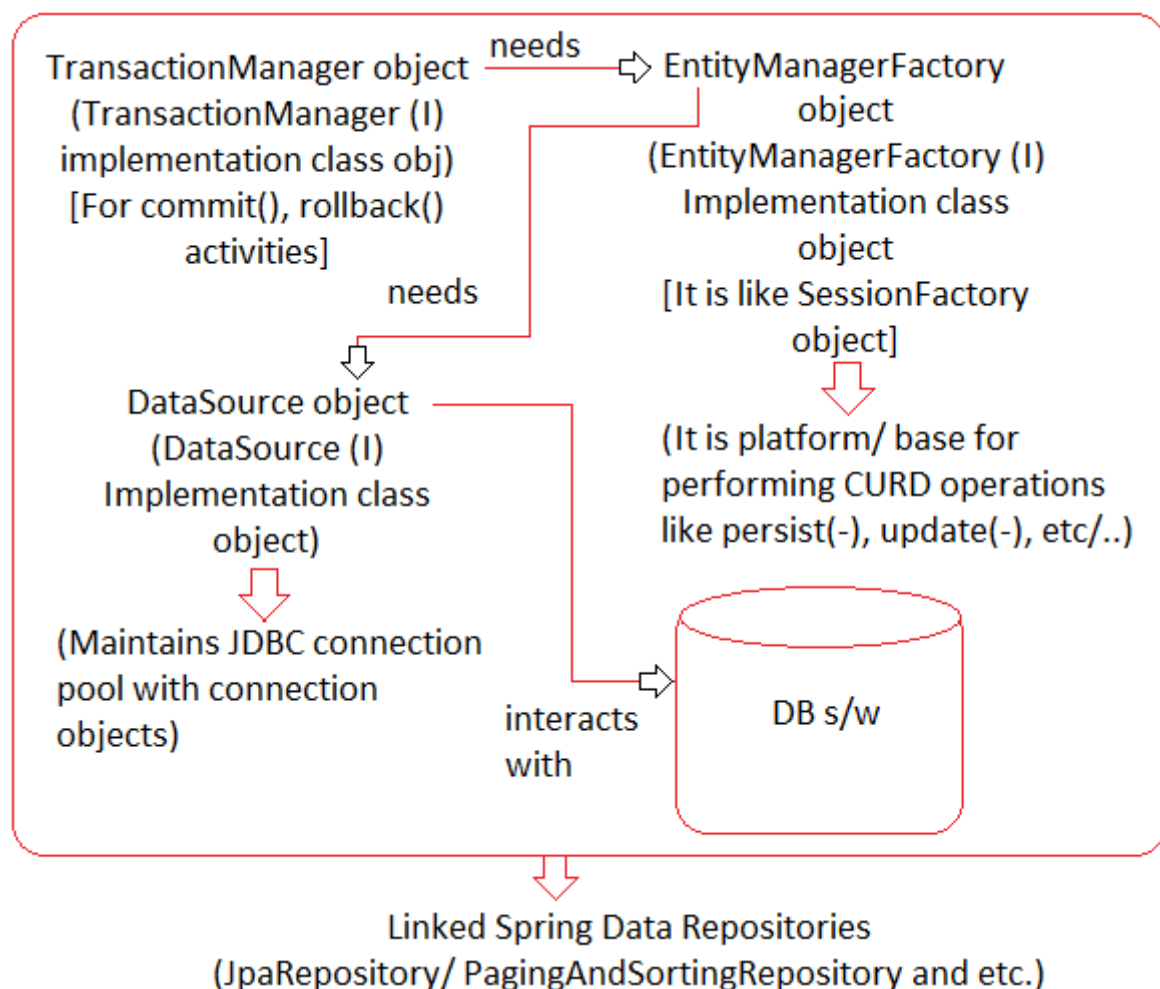 needs
TransactionManager object
(TransactionManager (I)
implementation class obj)
[For commit(), rollback()
activities]
EntityManagerFactory
object
(EntityManagerFactory (I)
Implementation class
object
[It is like SessionFactory
object]
needs
DataSource object
(DataSource (I)
Implementation class
object)
(It is platform/ base for
performing CURD operations
like persist(-), update(-), etc/..)
(Maintains JDBC connection
pool with connection
objects)
interacts
with
DB s/w
Linked Spring Data Repositories
(JpaRepository/ PagingAndSortingRepository and etc.)